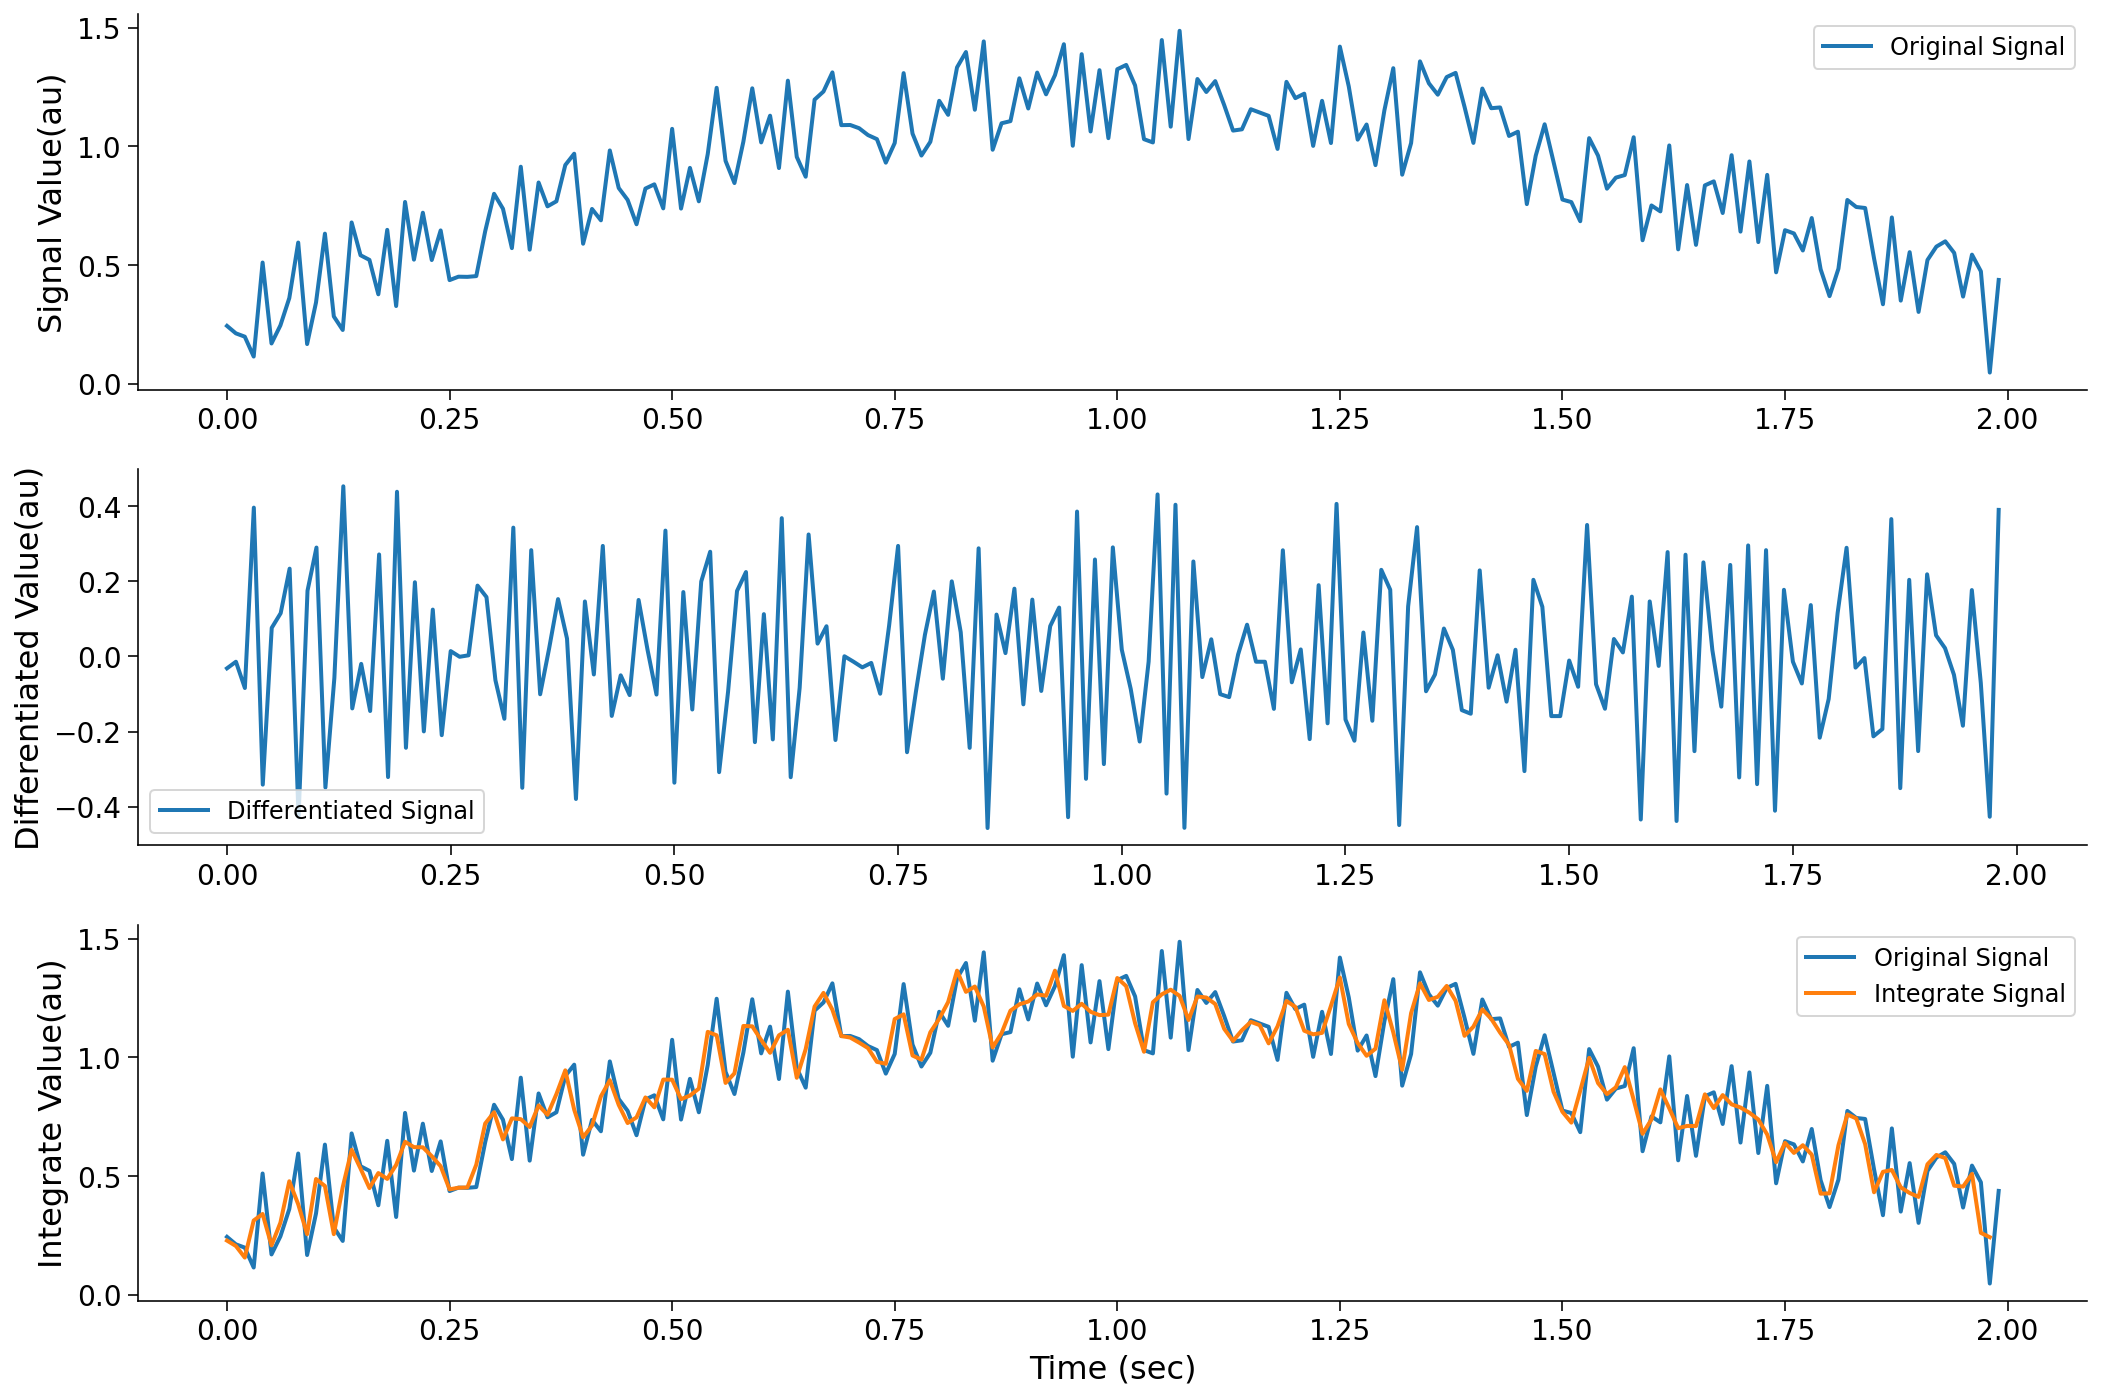 Signal Value(au)
1.5
1.0
0.5
0.0
Original Signal
0.00 0.25 0.50 0.75 1.00 1.25 1.50 1.75 2.00
Differentiated Value(au)
0.4
0.2
0.0
−0.2
−0.4
Differentiated Signal
0.00 0.25 0.50 0.75 1.00 1.25 1.50 1.75 2.00
Integrate Value(au)
1.5
1.0
0.5
0.0
Original Signal
Integrate Signal
0.00 0.25 0.50 0.75 1.00 1.25 1.50 1.75 2.00
Time (sec)